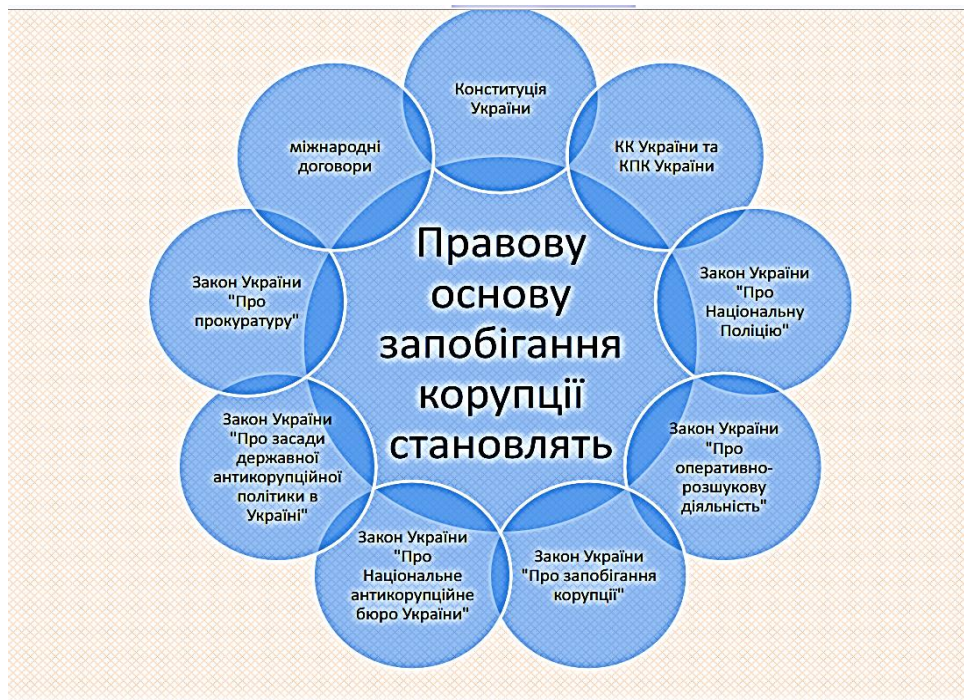 Конституція
України
КК України та
КПК України
Закон України
"Про
Національну
Поліцію"
Закон України
"Про
оперативно-
розшукову
діяльність"
Закон України
"Про запобігання
корупції"
Закон України
"Про
Національне
антикорупційне
бюро України"
Закон України
"Про засади
державної
антикорупційної
політики в
Україні"
Закон України
"Про
прокуратуру"
міжнародні
договори
Правову
основу
запобігання
корупції
становлять